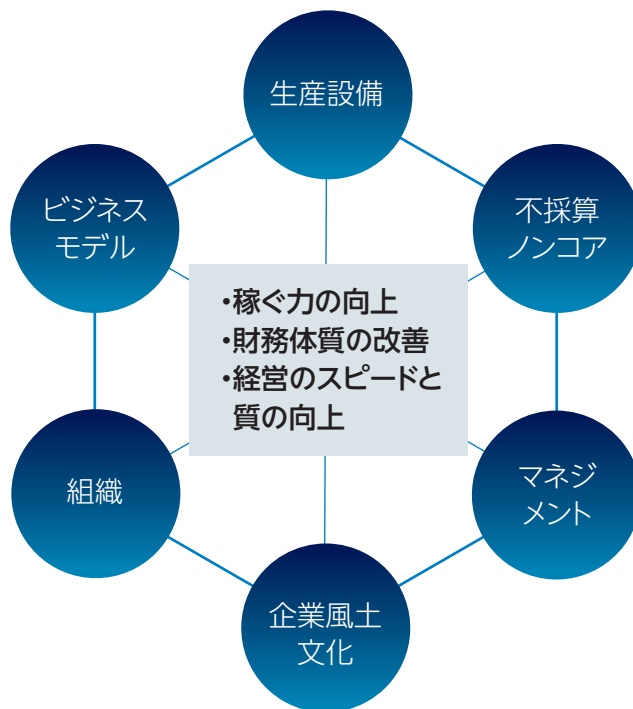 生産設備
ビジネス
モデル
不採算
ノンコア
・稼ぐ力の向上
・財務体質の改善
・経営のスピードと
質の向上
組織
マネジ
メント
企業風土
文化